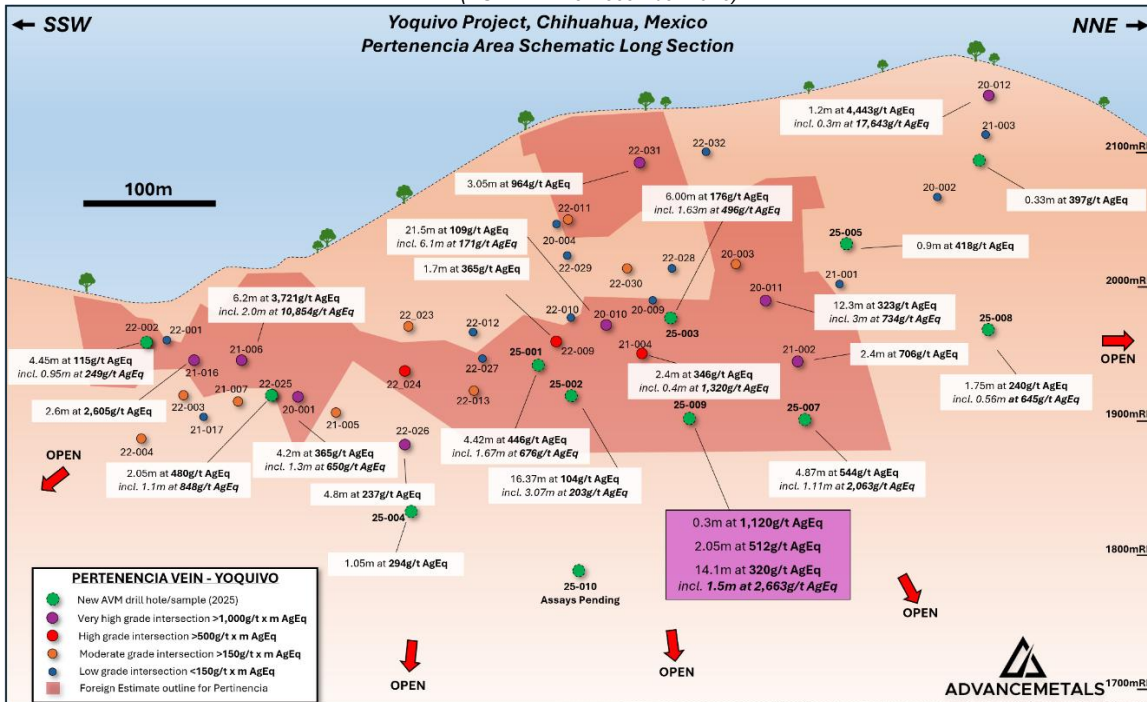 Yoquivo Project, Chihuahua, Mexico
Pertenencia Area Schematic Long Section
SSW
NNE
100m
2100mRL
2000mRL
1900mRL
1800mR
1700mR
20-012
1.2m at 4,443g/t AgEq
incl. 0.3m at 17,643g/t AgEq
21-003
0.33m at 397g/t AgEq
20-002
22-032
22-031
3.05m at 964g/t AgEq
6.00m at 176g/t AgEq
incl. 1.63m at 496g/t AgEq
22-011
20-004
21.5m at 109g/t AgEq
incl. 6.1m at 171g/t AgEq
22-029
22-030
22-028
20-003
25-005
0.9m at 418g/t AgEq
1.7m at 365g/t AgEq
21-001
20-011
12.3m at 323g/t AgEq
incl. 3m at 734g/t AgEq
25-008
OPEN
6.2m at 3,721g/t AgEq
incl. 2.0m at 10,854g/t AgEq
22_023
22-012
22-010
20-010
20-009
25-003
22-002
22-001
4.45m at 115g/t AgEq
incl. 0.95m at 249g/t AgEq
21-016
21-006
22_024
22-027
25-001
22-009
21-004
21-002
2.4m at 706g/t AgEq
2.4m at 346g/t AgEq
incl. 0.4m at 1,320g/t AgEq
1.75m at 240g/t AgEq
incl. 0.56m at 645g/t AgEq
2.6m at 2,605g/t AgEq
22-003
21-007
22-025
20-001
21-005
22-013
25-002
25-009
25-007
21-017
22-004
22-026
OPEN
2.05m at 480g/t AgEq
incl. 1.1m at 848g/t AgEq
4.2m at 365g/t AgEq
incl. 1.3m at 650g/t AgEq
4.8m at 237g/t AgEq
4.42m at 446g/t AgEq
incl. 1.67m at 676g/t AgEq
16.37m at 104g/t AgEq
incl. 3.07m at 203g/t AgEq
4.87m at 544g/t AgEq
incl. 1.11m at 2,063g/t AgEq
25-004
1.05m at 294g/t AgEq
0.3m at 1,120g/t AgEq
2.05m at 512g/t AgEq
14.1m at 320g/t AgEq
incl. 1.5m at 2,663g/t AgEq
25-010
Assays Pending
OPEN
OPEN
OPEN
PERTENENCIA VEIN - YOQUIVO
New AVM drill hole/sample (2025)
Very high grade intersection >1,000g/t x m AgEq
High grade intersection >500g/t x m AgEq
Moderate grade intersection >150g/t x m AgEq
Low grade intersection <150g/t x m AgEq
Foreign Estimate outline for Pertinencia
ADVANCEMETALS